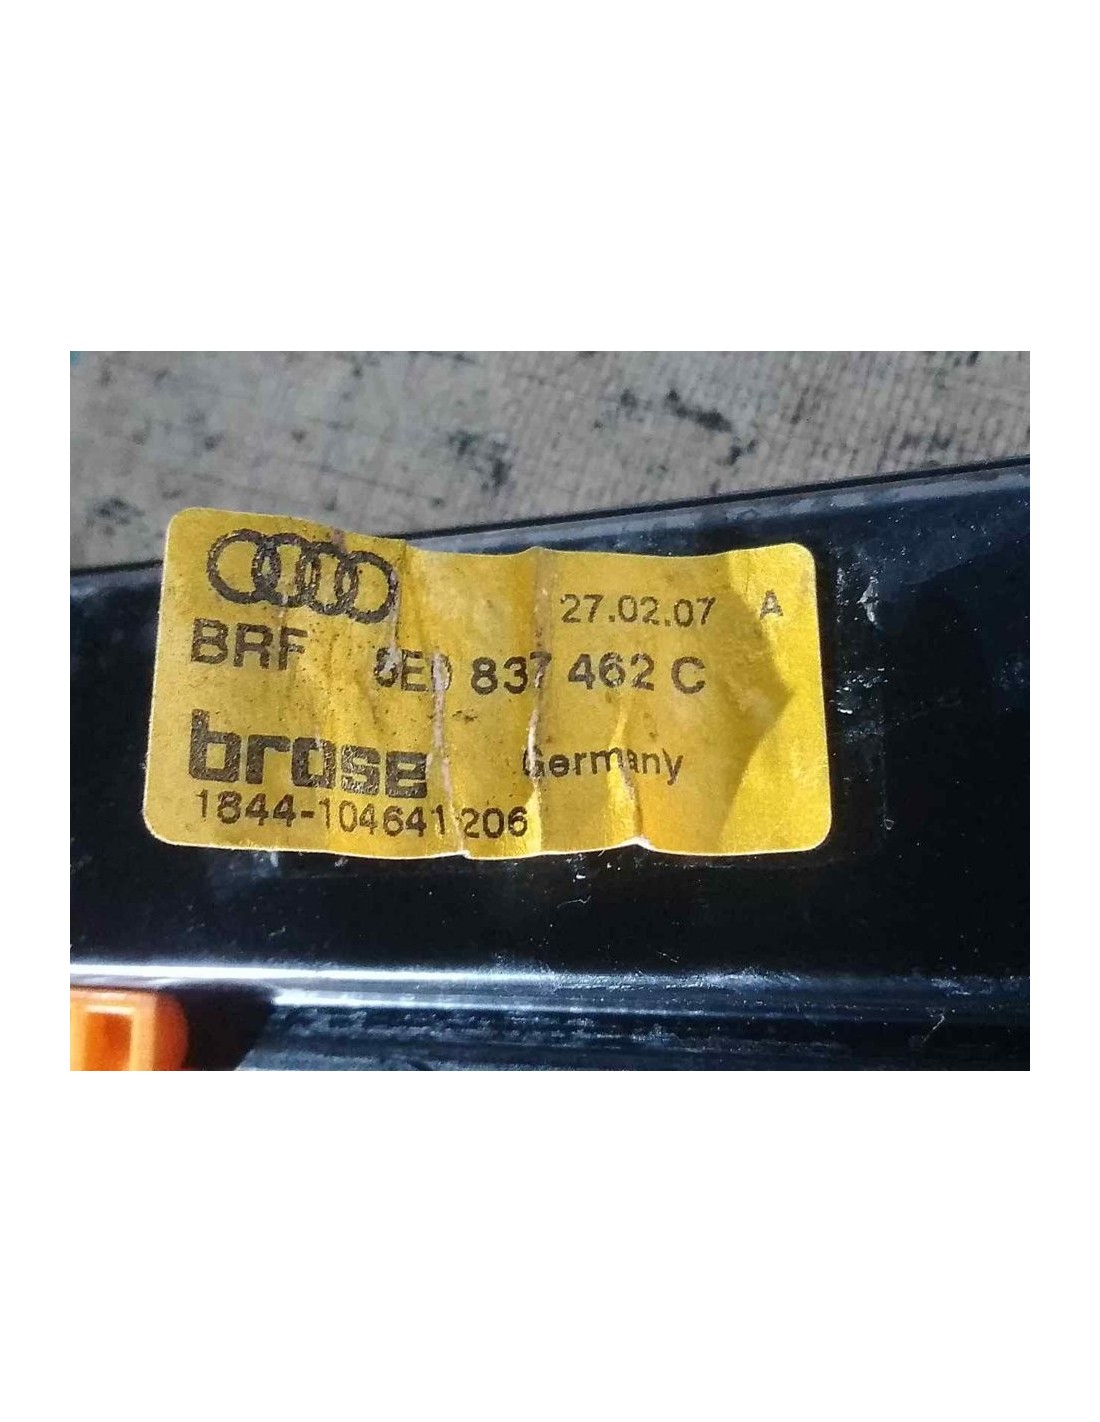 27.02.07 A
BRF 8E0 837 462 C
brose Germany
1844-104641 206